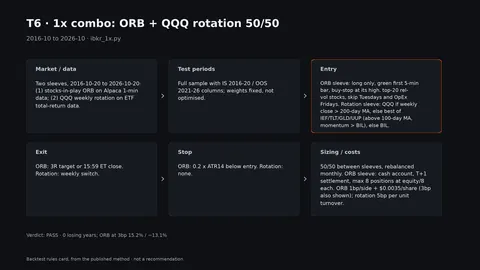 T6 · 1x combo: ORB + QQQ rotation 50/50
2016-10 to 2026-10 · ibkr_1x.py
Market / data
Two sleeves, 2016-10-20 to 2026-10-20:
(1) stocks-in-play ORB on Alpaca 1-min
data; (2) QQQ weekly rotation on ETF
total-return data.
Test periods
Full sample with IS 2016-20 / OOS
2021-26 columns; weights fixed, not
optimised.
Entry
ORB sleeve: long only, green first 5-min
bar, buy-stop at its high, top-20 rel-
vol stocks, skip Tuesdays and OpEx
Fridays. Rotation sleeve: QQQ if weekly
close > 200-day MA, else best of
IEF/TLT/GLD/UUP (above 100-day MA,
momentum > BIL), else BIL.
Exit
ORB: 3R target or 15:59 ET close.
Rotation: weekly switch.
Stop
ORB: 0.2 x ATR14 below entry. Rotation:
none.
Sizing / costs
50/50 between sleeves, rebalanced
monthly. ORB sleeve: cash account, T+1
settlement, max 8 positions at equity/8
each. ORB 1bp/side + $0.0035/share (3bp
also shown); rotation 5bp per unit
turnover.
Verdict: PASS · 0 losing years; ORB at 3bp 15.2% / −13.1%
Backtest rules card, from the published method · not a recommendation.